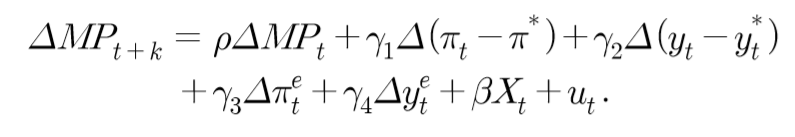 ΔMP_{t+k} = ρΔMP_t + γ_1Δ(π_t − π^*) + γ_2Δ(y_t − y_t^*)
+ γ_3Δπ_t^e + γ_4Δy_t^e + βX_t + u_t .